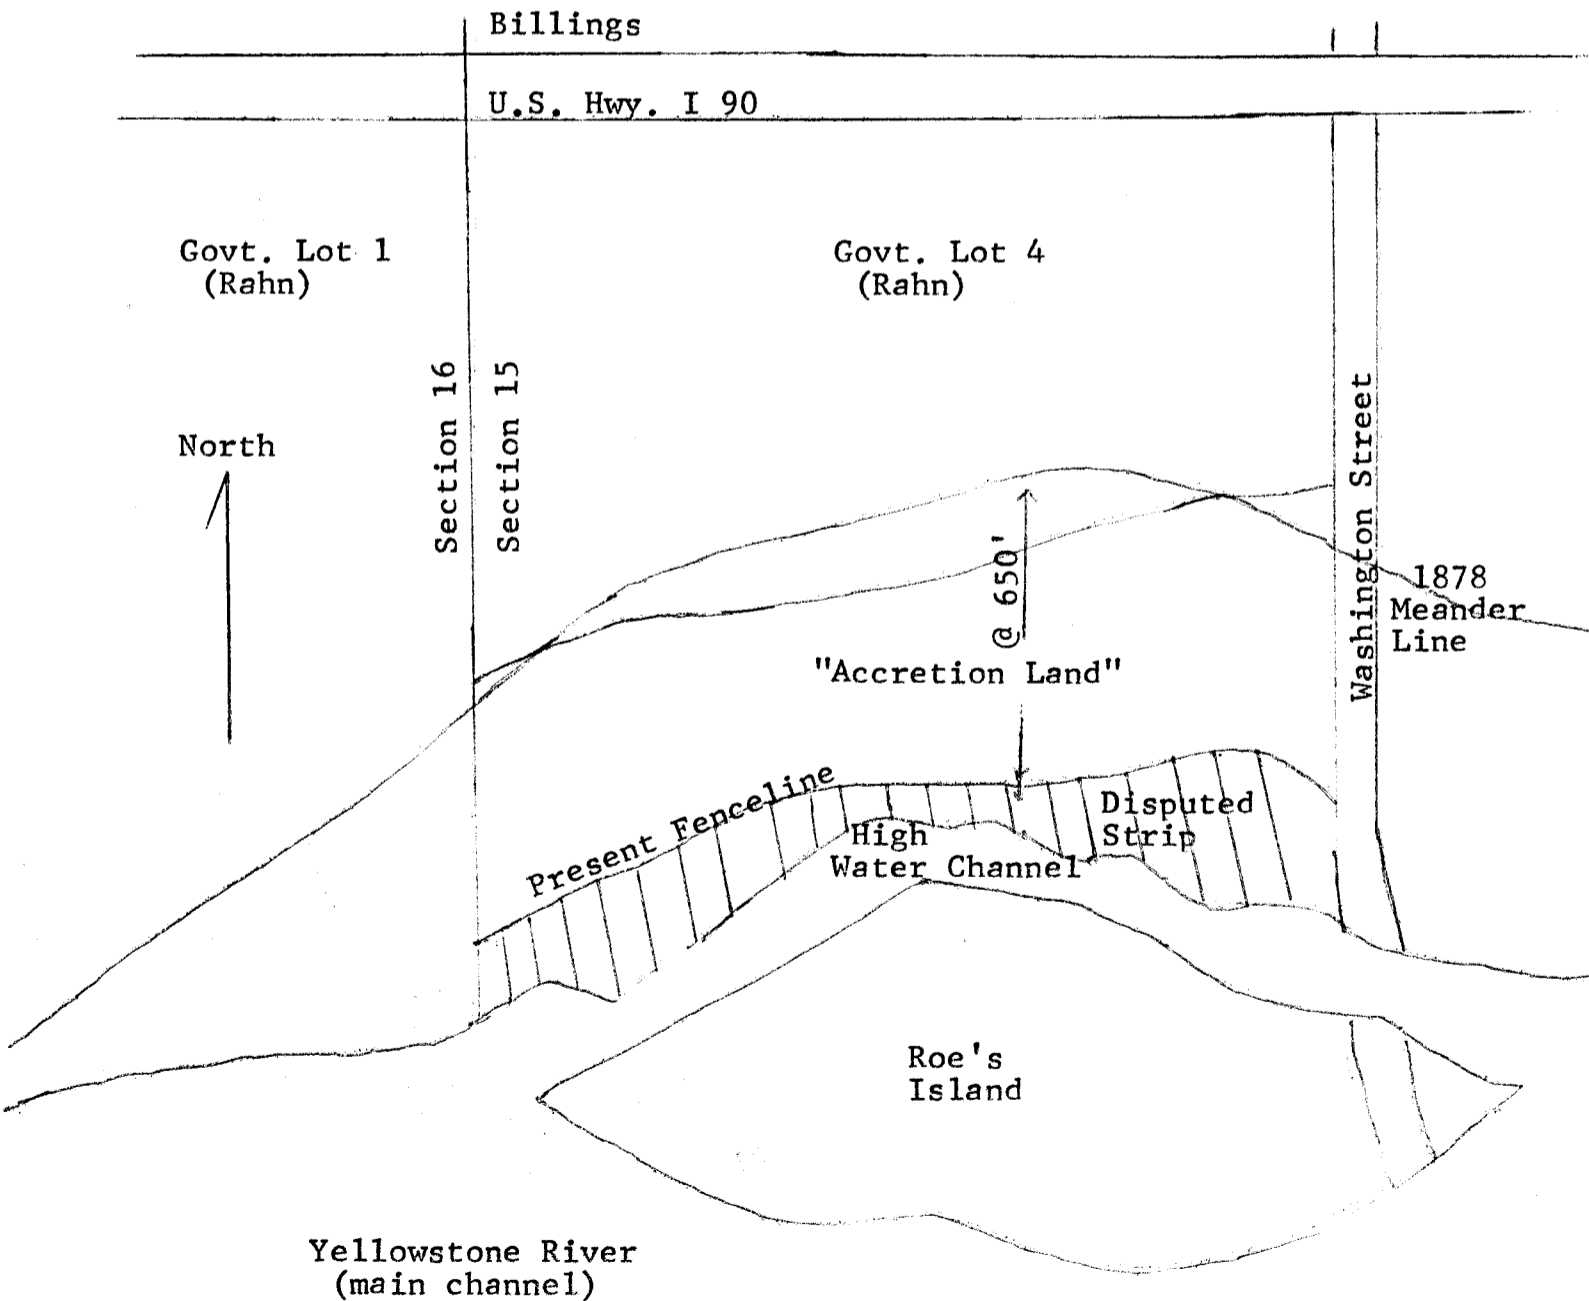 Billings
U.S. Hwy. I 90
Govt. Lot 1
(Rahn)
Govt. Lot 4
(Rahn)
North
Section 16
Section 15
Washington Street
1878
Meander
Line
@ 650'
"Accretion Land"
Present Fenceline
Disputed
Strip
High
Water Channel
Roe's
Island
Yellowstone River
(main channel)